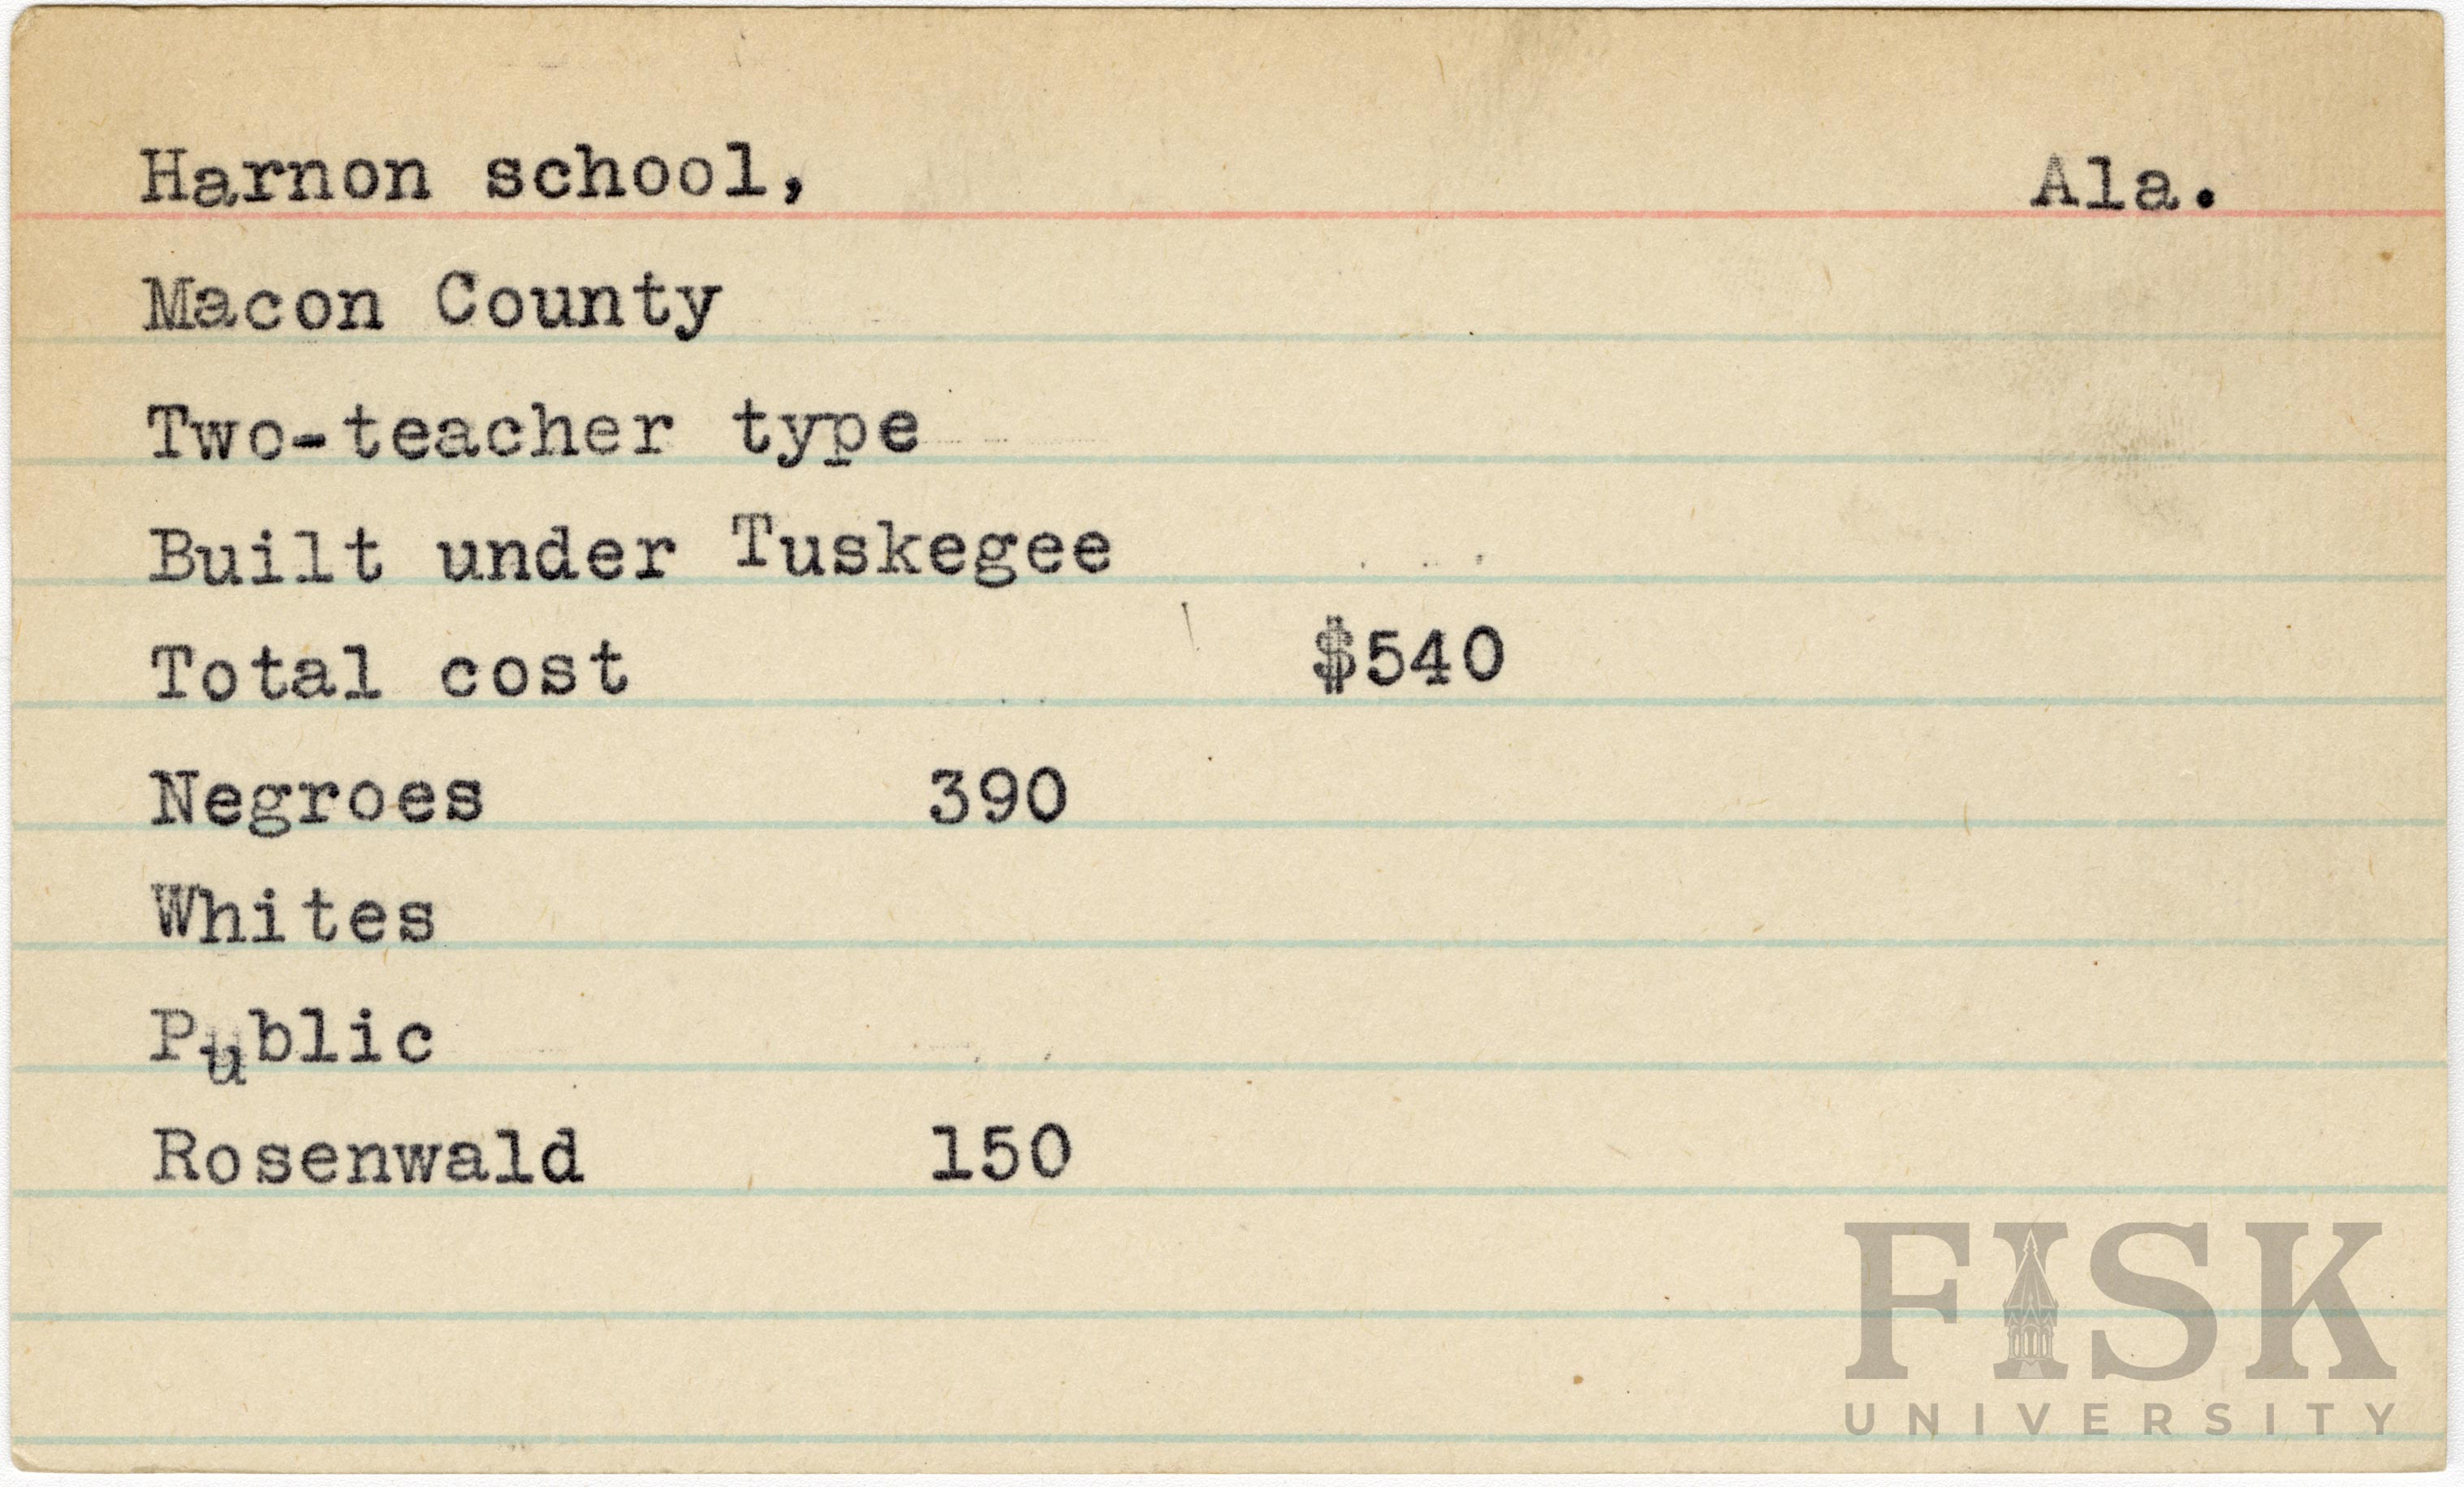 Harnon school, Ala.
Macon County
Two-teacher type
Built under Tuskegee
Total cost $540
Negroes 390
Whites
Public
Rosenwald 150
FISK
UNIVERSITY